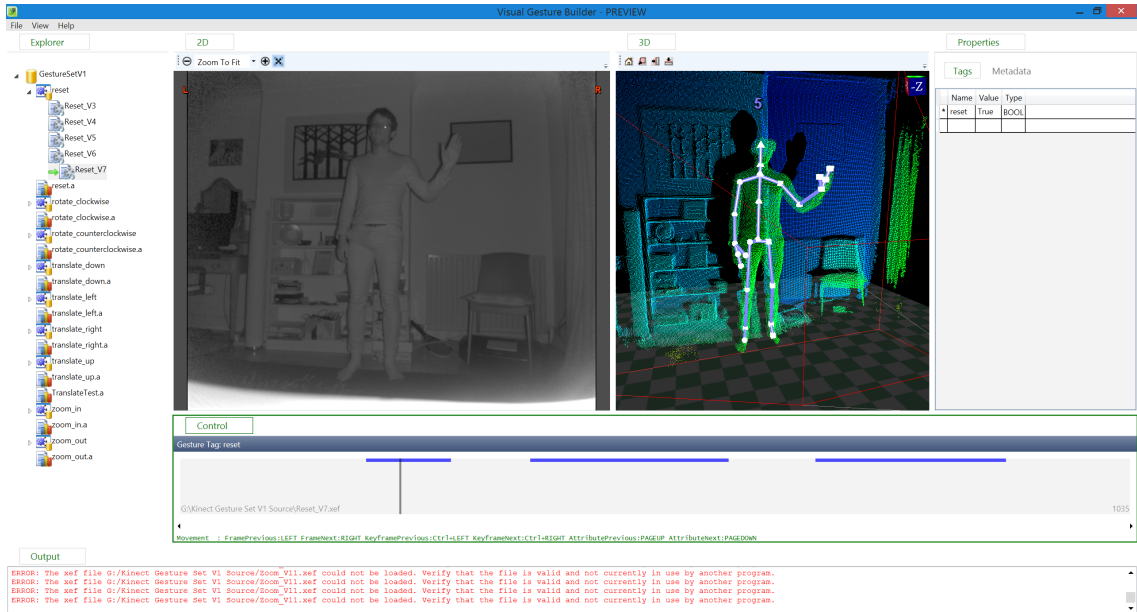 Visual Gesture Builder - PREVIEW
File View Help
Explorer
GestureSetV1
reset
Reset_V3
Reset_V4
Reset_V5
Reset_V6
Reset_V7
reset.a
rotate_clockwise
rotate_clockwise.a
rotate_counterclockwise
rotate_counterclockwise.a
translate_down
translate_down.a
translate_left
translate_left.a
translate_right
translate_right.a
translate_up
translate_up.a
TranslateTest.a
zoom_in
zoom_in.a
zoom_out
zoom_out.a
2D
Zoom To Fit
L
R
3D
-Z
5
Properties
Tags Metadata
Name Value Type
* reset True BOOL
Control
Gesture Tag: reset
G:\Kinect Gesture Set V1 Source\Reset_V7.xef
1035
Movement : FramePrevious:LEFT FrameNext:RIGHT KeyframePrevious:Ctrl+LEFT KeyframeNext:Ctrl+RIGHT AttributePrevious:PAGEUP AttributeNext:PAGEDOWN
Output
ERROR: The xef file G:/Kinect Gesture Set V1 Source/Zoom_V11.xef could not be loaded. Verify that the file is valid and not currently in use by another program.
ERROR: The xef file G:/Kinect Gesture Set V1 Source/Zoom_V11.xef could not be loaded. Verify that the file is valid and not currently in use by another program.
ERROR: The xef file G:/Kinect Gesture Set V1 Source/Zoom_V11.xef could not be loaded. Verify that the file is valid and not currently in use by another program.
ERROR: The xef file G:/Kinect Gesture Set V1 Source/Zoom_V11.xef could not be loaded. Verify that the file is valid and not currently in use by another program.